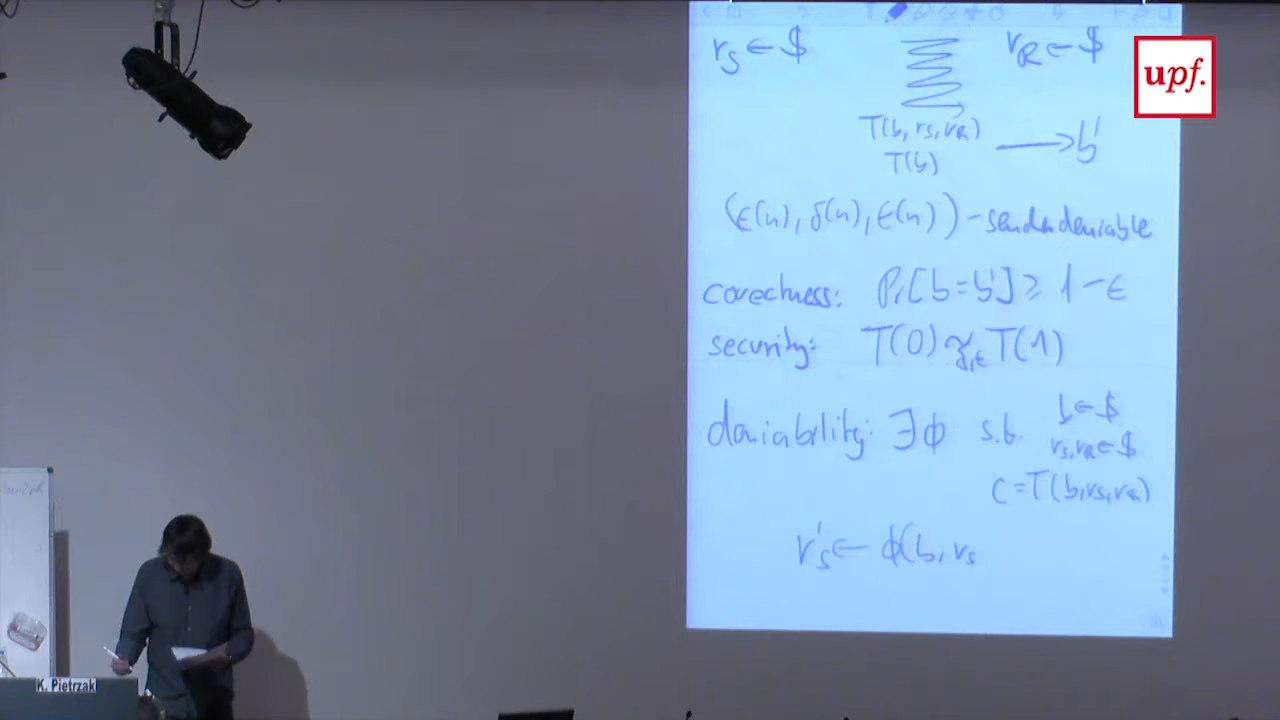 r_S ← $ r_R ← $
upf.
T(b, r_S, r_R) → b'
T(b)
(ε(n), δ(n), ε(n)) - sender deniable
corectness: Pr[b = b'] ≥ 1 - ε
security: T(0) ≈_{δ,ε} T(1)
deniability: ∃ϕ s.t. b ← $
r_S, r_R ← $
C = T(b, r_S, r_R)
r'_S ← ϕ(b, r_S
K. Pietrzak